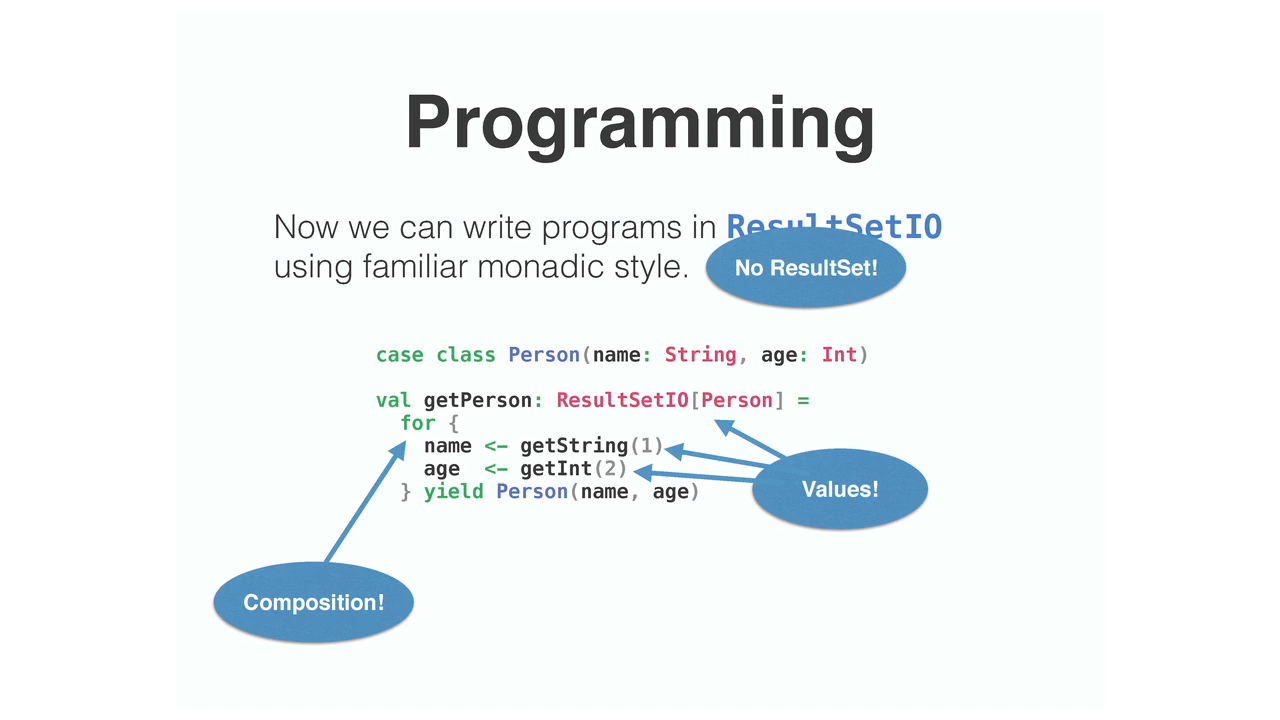 Programming
Now we can write programs in ResultSetIO
using familiar monadic style.
No ResultSet!
case class Person(name: String, age: Int)
val getPerson: ResultSetIO[Person] =
for {
name <- getString(1)
age <- getInt(2)
} yield Person(name, age)
Values!
Composition!